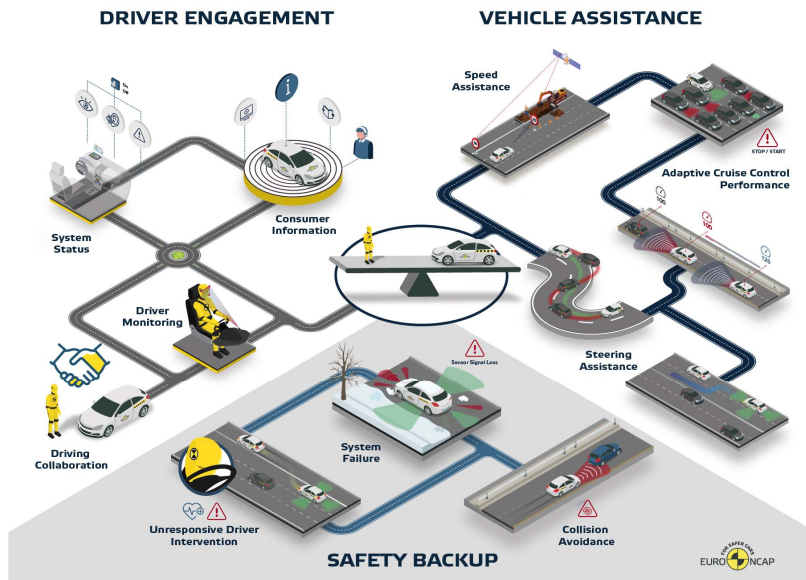 DRIVER ENGAGEMENT
VEHICLE ASSISTANCE
On
Off
i
System
Status
Consumer
Information
Driver
Monitoring
Driving
Collaboration
Speed
Assistance
STOP / START
Adaptive Cruise Control
Performance
100
100
Steering
Assistance
Sensor Signal Loss
System
Failure
Unresponsive Driver
Intervention
Collision
Avoidance
SAFETY BACKUP
FOR SAFER CARS
EURO NCAP